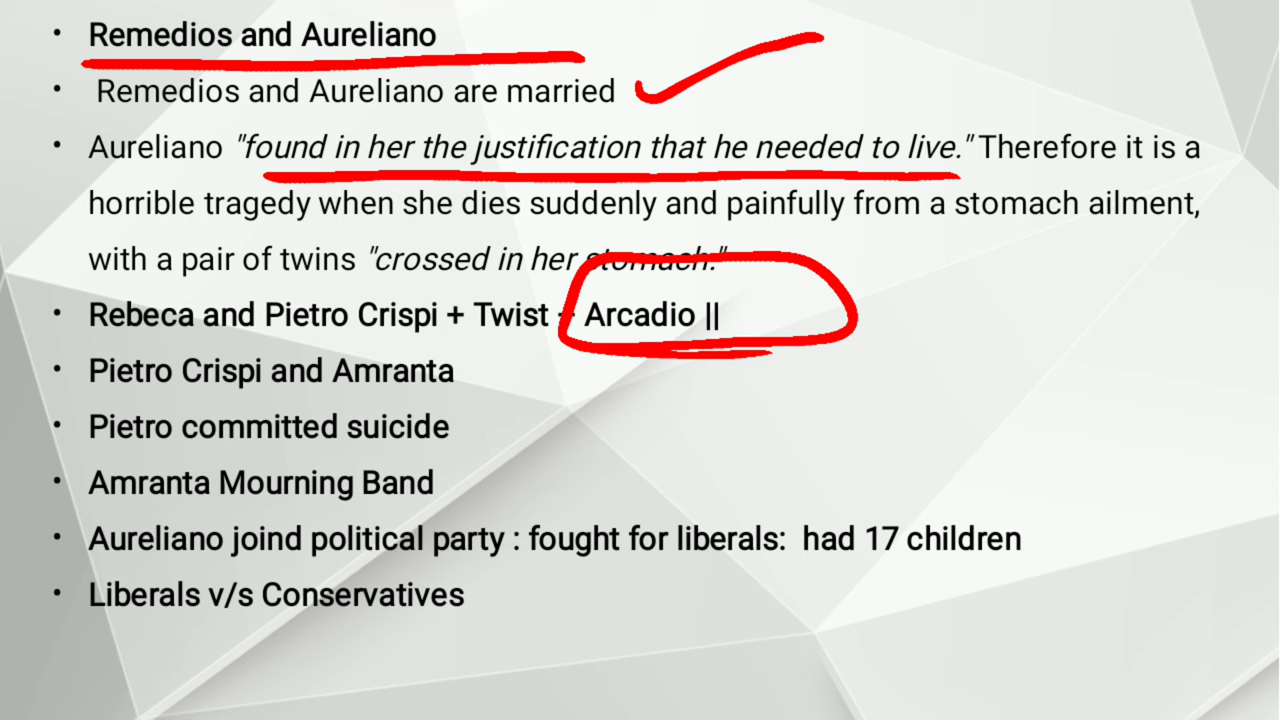 • Remedios and Aureliano
• Remedios and Aureliano are married
• Aureliano "found in her the justification that he needed to live." Therefore it is a
horrible tragedy when she dies suddenly and painfully from a stomach ailment,
with a pair of twins "crossed in her stomach."
• Rebeca and Pietro Crispi + Twist + Arcadio ||
• Pietro Crispi and Amranta
• Pietro committed suicide
• Amranta Mourning Band
• Aureliano joind political party : fought for liberals: had 17 children
• Liberals v/s Conservatives